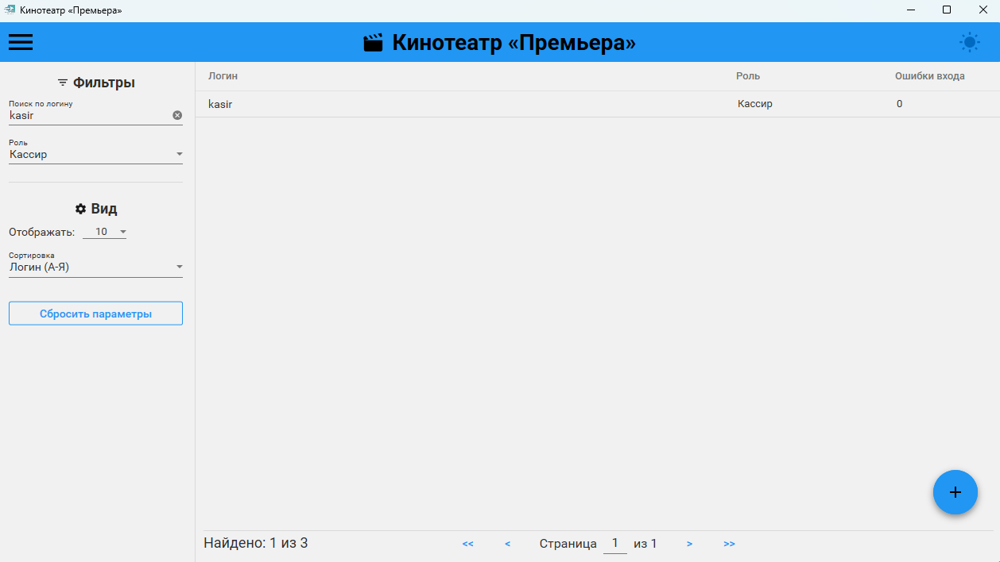 Кинотеатр «Премьера»
Кинотеатр «Премьера»
Фильтры
Поиск по логину
kasir
Роль
Кассир
Вид
Отображать: 10
Сортировка
Логин (А-Я)
Сбросить параметры
Логин Роль Ошибки входа
kasir Кассир 0
+
Найдено: 1 из 3 << < Страница 1 из 1 > >>